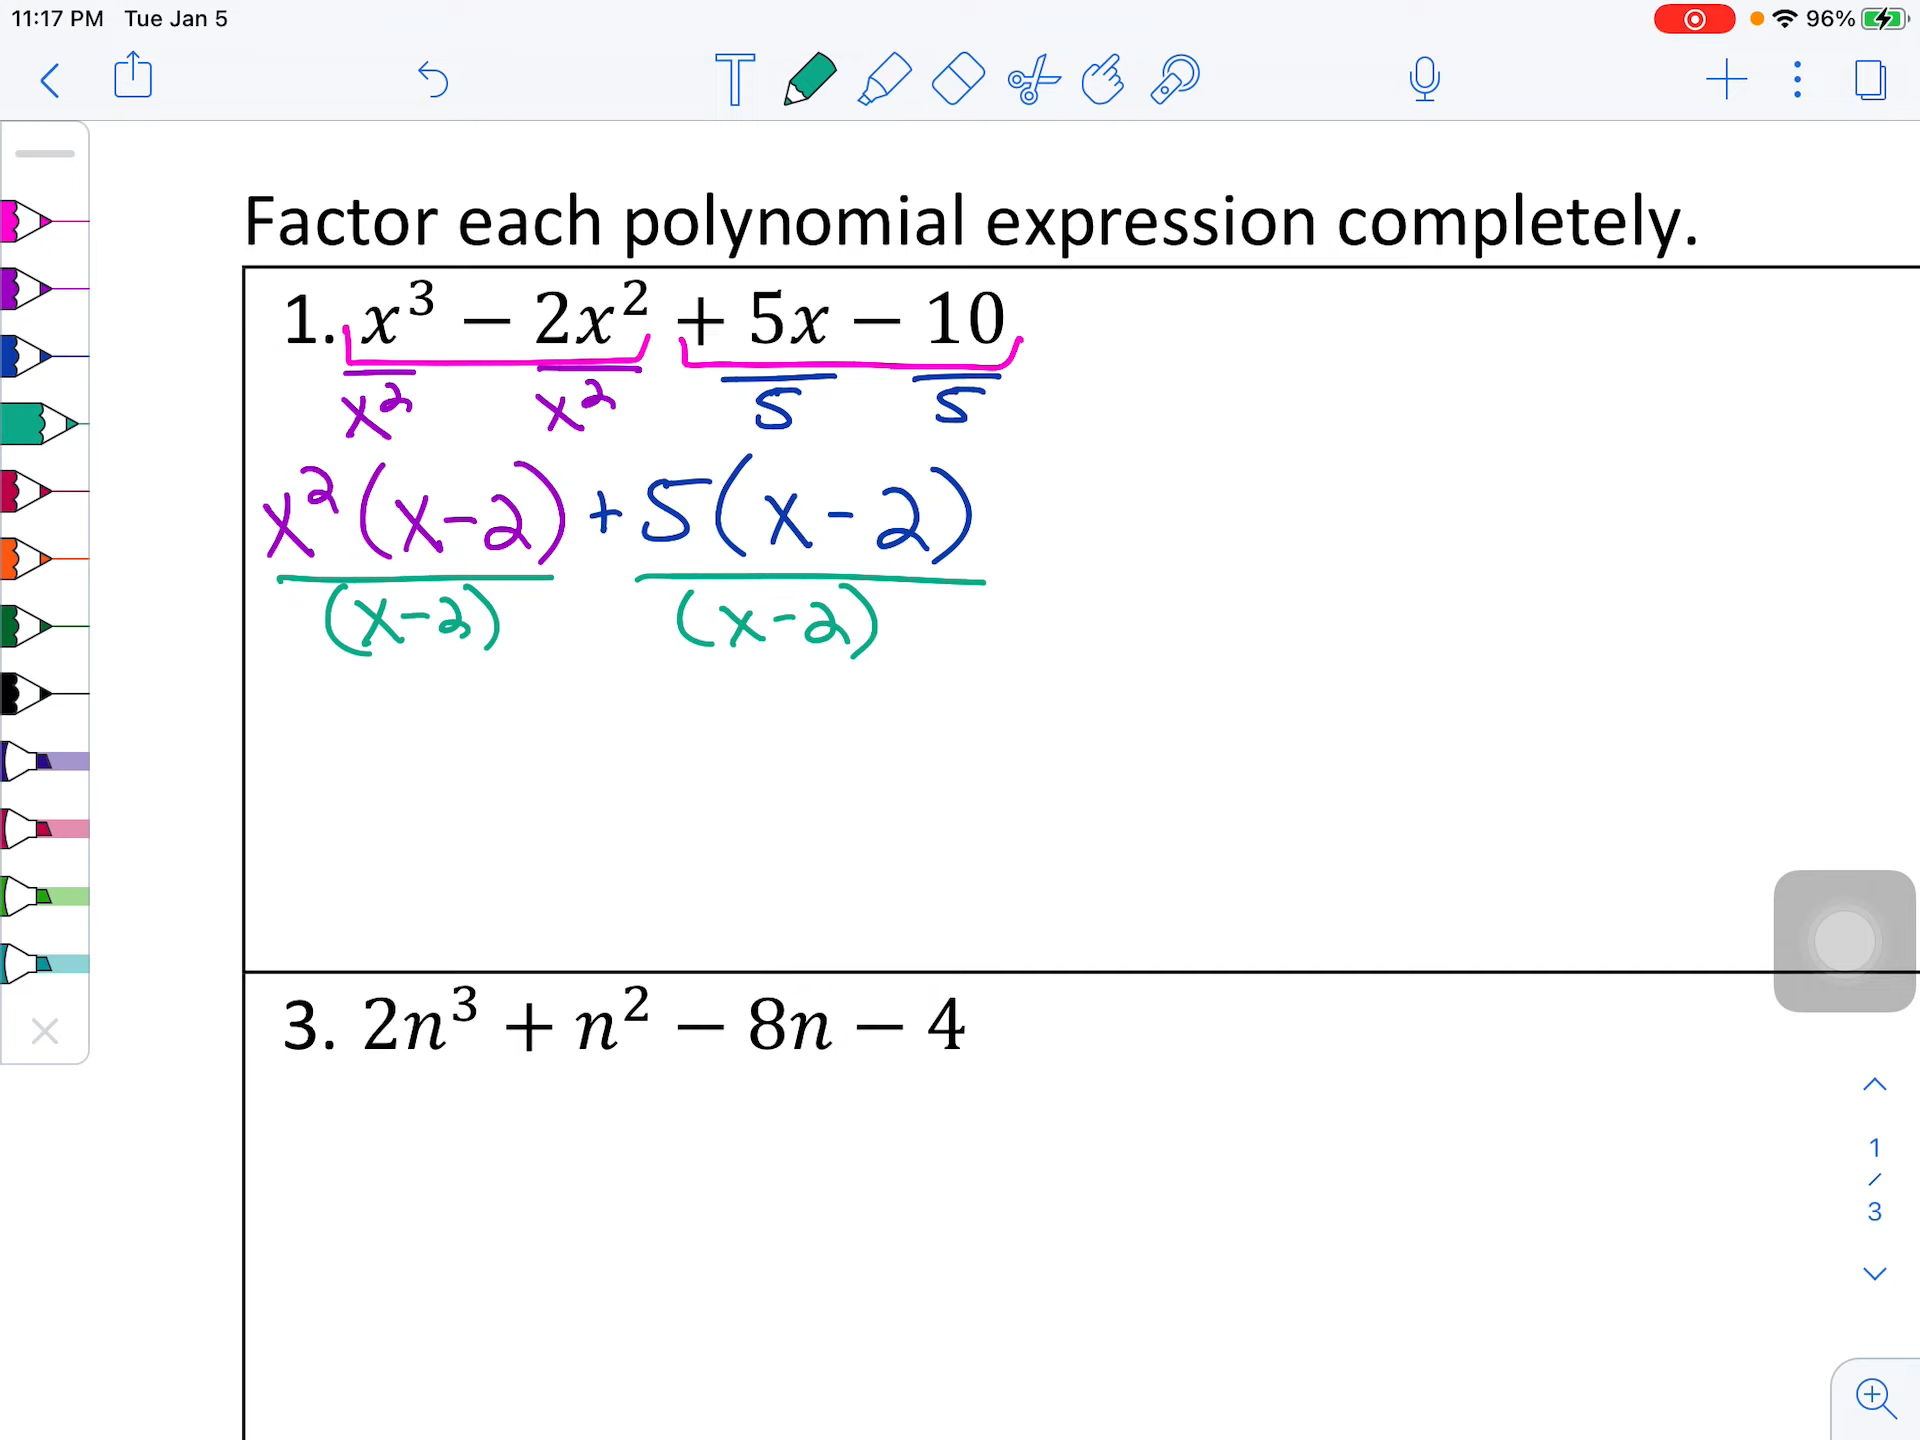 11:17 PM Tue Jan 5
96%
T
Factor each polynomial expression completely.
1. x³ − 2x² + 5x − 10
x² x² 5 5
x²(x-2) + 5(x-2)
(x-2) (x-2)
3. 2n³ + n² − 8n − 4
1
/
3